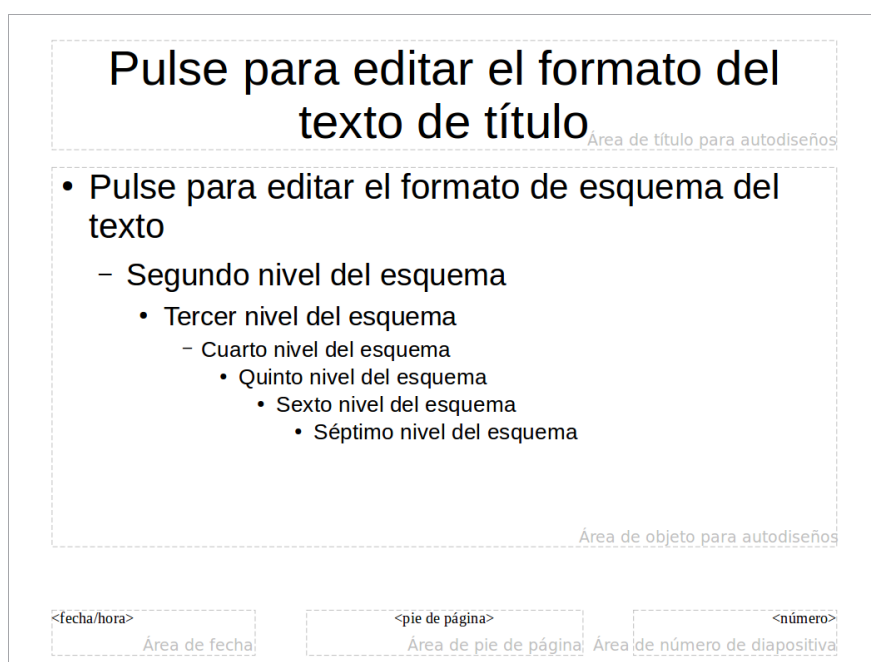 Pulse para editar el formato del
texto de título
Área de título para autodiseños
• Pulse para editar el formato de esquema del
texto
– Segundo nivel del esquema
• Tercer nivel del esquema
– Cuarto nivel del esquema
• Quinto nivel del esquema
• Sexto nivel del esquema
• Séptimo nivel del esquema
Área de objeto para autodiseños
<fecha/hora>
Área de fecha
<pie de página>
Área de pie de página
<número>
Área de número de diapositiva